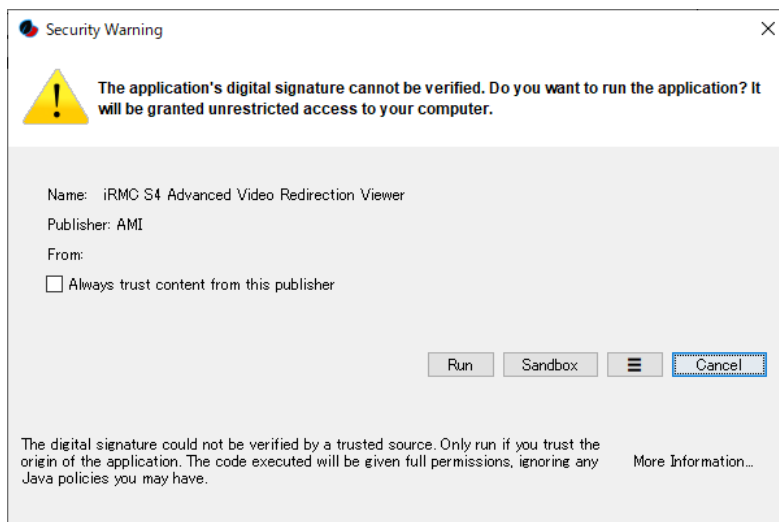 Security Warning
The application's digital signature cannot be verified. Do you want to run the application? It
will be granted unrestricted access to your computer.
Name: iRMC S4 Advanced Video Redirection Viewer
Publisher: AMI
From:
Always trust content from this publisher
Run Sandbox Cancel
The digital signature could not be verified by a trusted source. Only run if you trust the
origin of the application. The code executed will be given full permissions, ignoring any
Java policies you may have.
More Information...